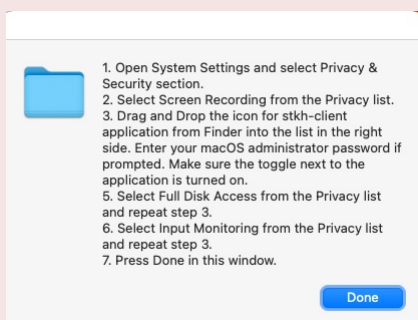 1. Open System Settings and select Privacy &
Security section.
2. Select Screen Recording from the Privacy list.
3. Drag and Drop the icon for stkh-client
application from Finder into the list in the right
side. Enter your macOS administrator password if
prompted. Make sure the toggle next to the
application is turned on.
5. Select Full Disk Access from the Privacy list
and repeat step 3.
6. Select Input Monitoring from the Privacy list
and repeat step 3.
7. Press Done in this window.
Done